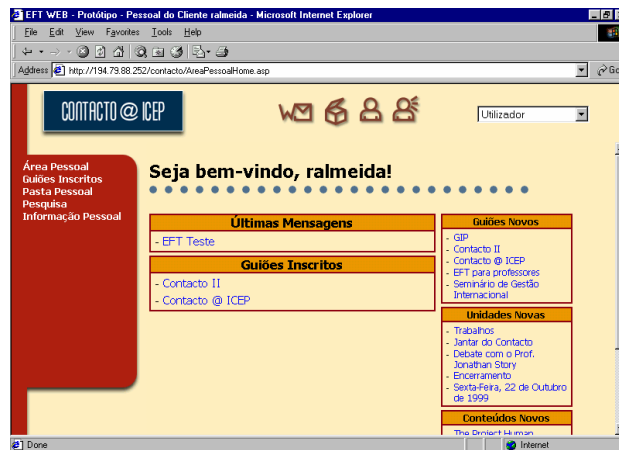 EFT WEB - Protótipo - Pessoal do Cliente ralmeida - Microsoft Internet Explorer
File Edit View Favorites Tools Help
Address http://194.79.88.252/contacto/AreaPessoalHome.asp
Go
CONTACTO @ ICEP
Utilizador
Área Pessoal
Guiões Inscritos
Pasta Pessoal
Pesquisa
Informação Pessoal
Seja bem-vindo, ralmeida!
Últimas Mensagens
- EFT Teste
Guiões Inscritos
- Contacto II
- Contacto @ ICEP
Guiões Novos
- GIP
- Contacto II
- Contacto @ ICEP
- EFT para professores
- Seminário de Gestão
Internacional
Unidades Novas
- Trabalhos
- Jantar do Contacto
- Debate com o Prof.
Jonathan Story
- Encerramento
- Sexta-Feira, 22 de Outubro
de 1999
Conteúdos Novos
The Project Human
Done
Internet